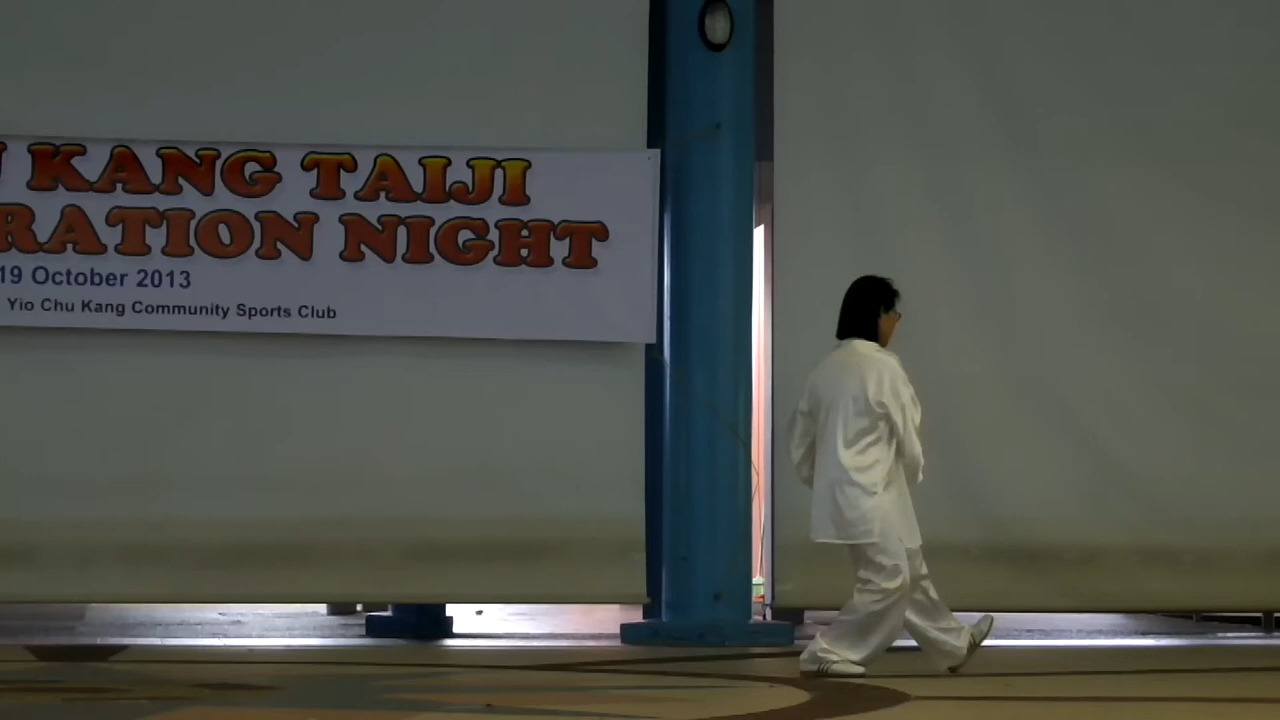 KANG TAIJI
RATION NIGHT
19 October 2013
Yio Chu Kang Community Sports Club